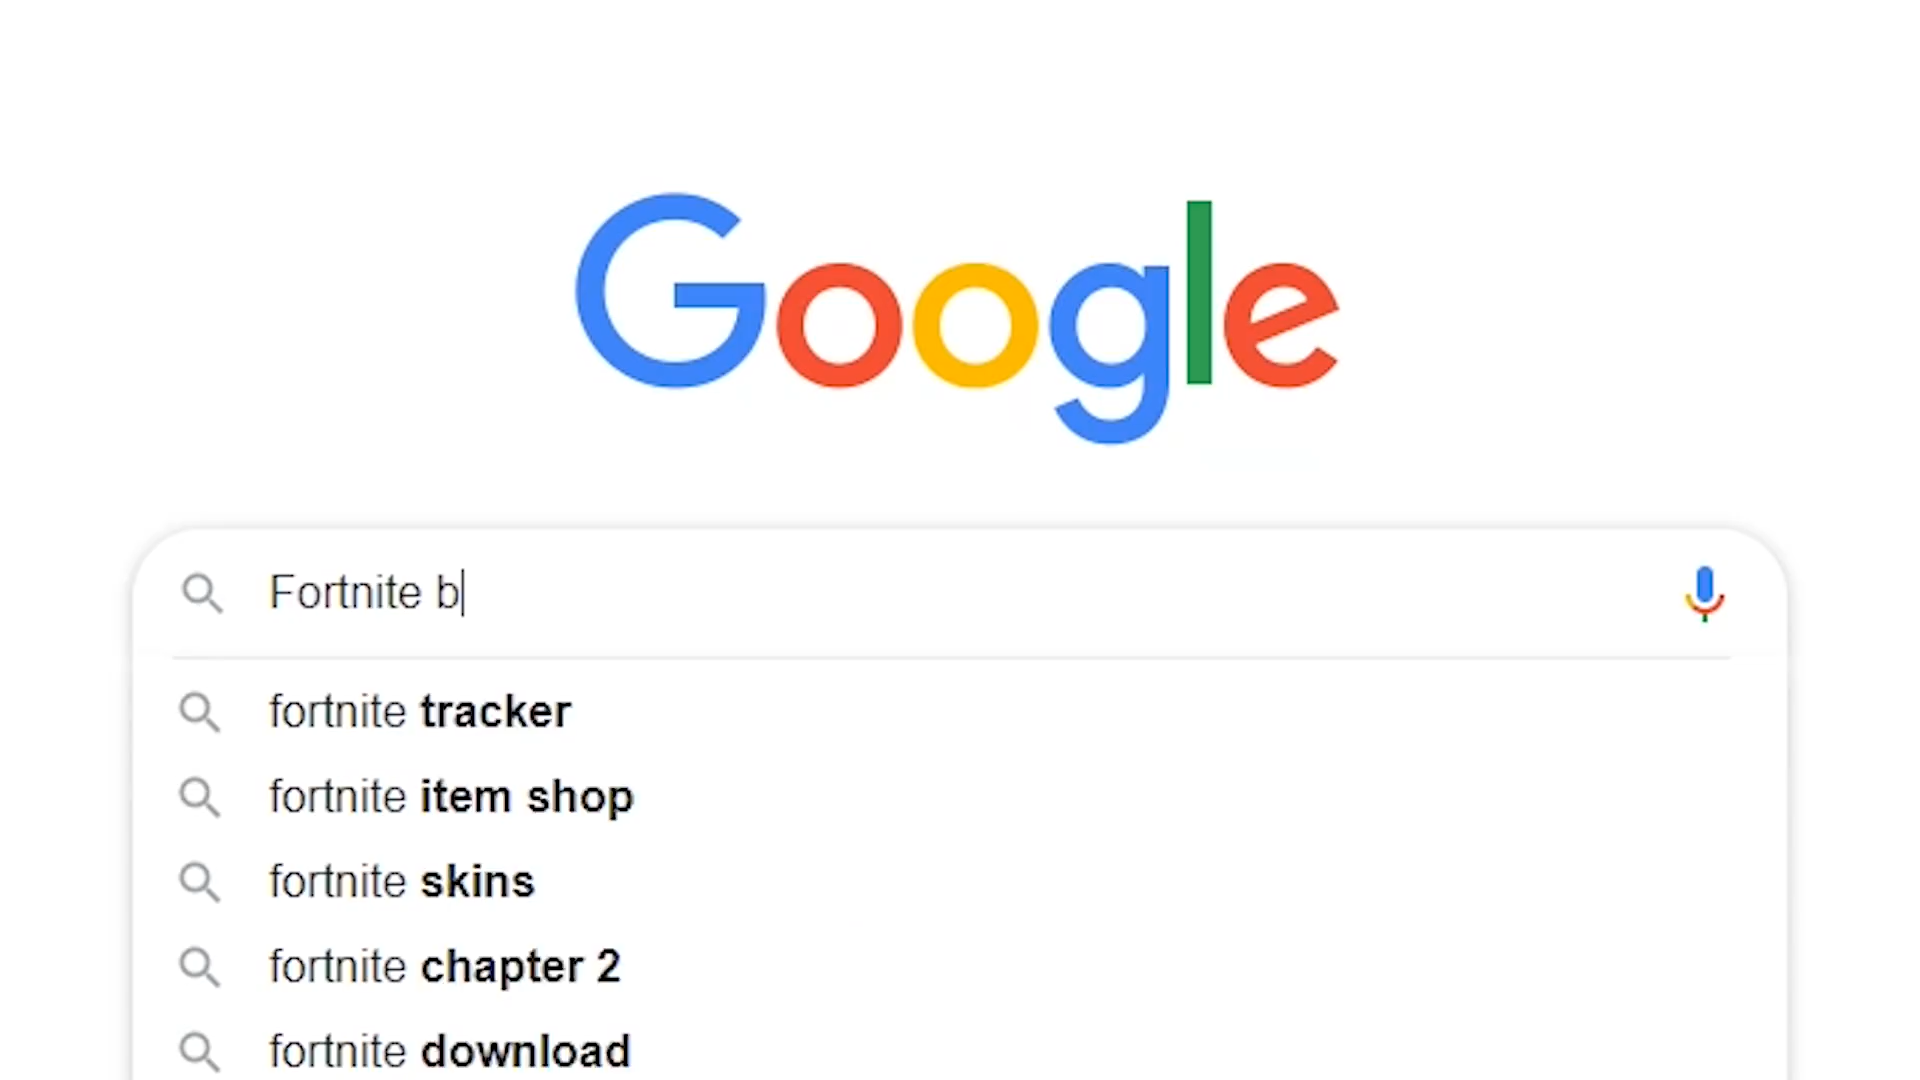 Google
Fortnite b
fortnite tracker
fortnite item shop
fortnite skins
fortnite chapter 2
fortnite download